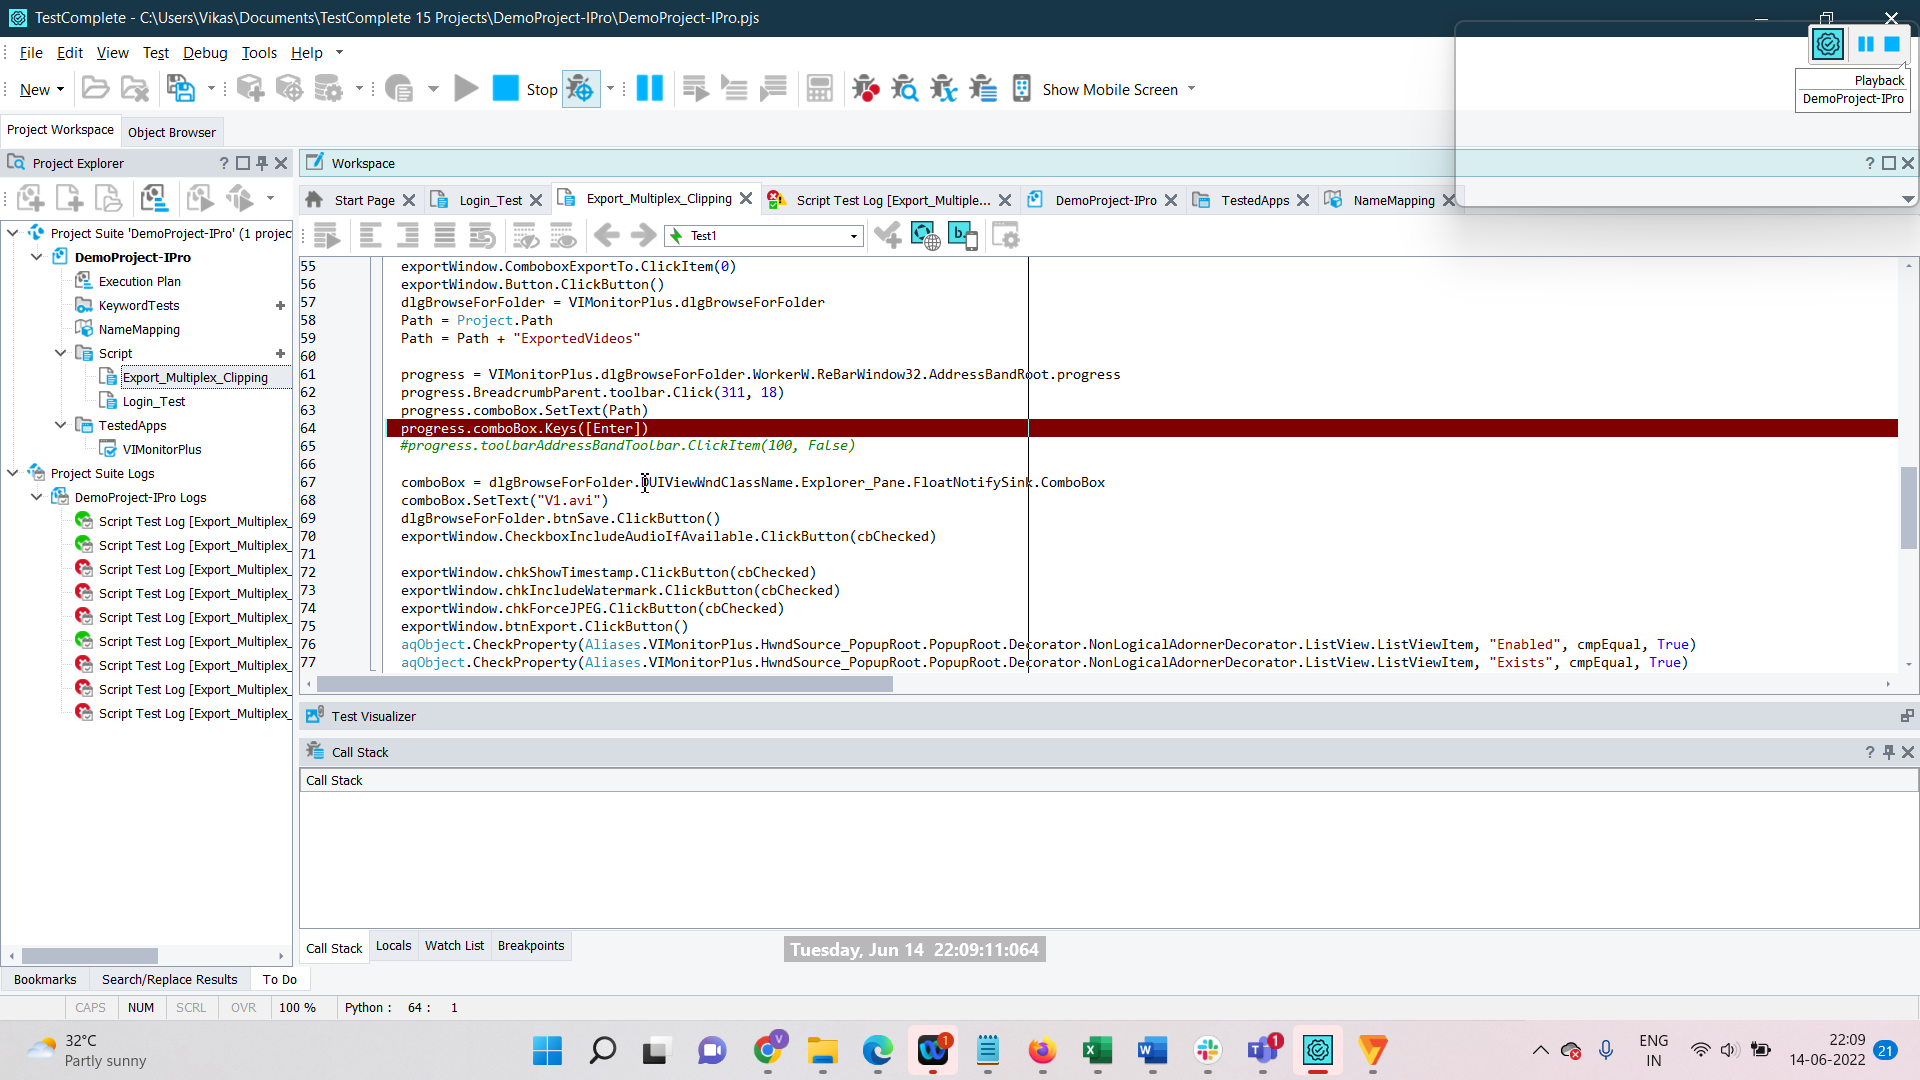 TestComplete - C:\Users\Vikas\Documents\TestComplete 15 Projects\DemoProject-IPro\DemoProject-IPro.pjs
File Edit View Test Debug Tools Help
Playback
DemoProject-IPro
New Stop Show Mobile Screen
Project Workspace Object Browser
Project Explorer ?
Workspace ?
Start Page Login_Test Export_Multiplex_Clipping Script Test Log [Export_Multiple... DemoProject-IPro TestedApps NameMapping
Test1
Project Suite 'DemoProject-IPro' (1 projec
DemoProject-IPro
Execution Plan
KeywordTests
NameMapping
Script
Export_Multiplex_Clipping
Login_Test
TestedApps
VIMonitorPlus
Project Suite Logs
DemoProject-IPro Logs
Script Test Log [Export_Multiplex_
Script Test Log [Export_Multiplex_
Script Test Log [Export_Multiplex_
Script Test Log [Export_Multiplex_
Script Test Log [Export_Multiplex_
Script Test Log [Export_Multiplex_
Script Test Log [Export_Multiplex_
Script Test Log [Export_Multiplex_
Script Test Log [Export_Multiplex_
55 exportWindow.ComboboxExportTo.ClickItem(0)
56 exportWindow.Button.ClickButton()
57 dlgBrowseForFolder = VIMonitorPlus.dlgBrowseForFolder
58 Path = Project.Path
59 Path = Path + "ExportedVideos"
60
61 progress = VIMonitorPlus.dlgBrowseForFolder.WorkerW.ReBarWindow32.AddressBandRoot.progress
62 progress.BreadcrumbParent.toolbar.Click(311, 18)
63 progress.comboBox.SetText(Path)
64 progress.comboBox.Keys([Enter])
65 #progress.toolbarAddressBandToolbar.ClickItem(100, False)
66
67 comboBox = dlgBrowseForFolder.DUIViewWndClassName.Explorer_Pane.FloatNotifySink.ComboBox
68 comboBox.SetText("V1.avi")
69 dlgBrowseForFolder.btnSave.ClickButton()
70 exportWindow.CheckboxIncludeAudioIfAvailable.ClickButton(cbChecked)
71
72 exportWindow.chkShowTimestamp.ClickButton(cbChecked)
73 exportWindow.chkIncludeWatermark.ClickButton(cbChecked)
74 exportWindow.chkForceJPEG.ClickButton(cbChecked)
75 exportWindow.btnExport.ClickButton()
76 aqObject.CheckProperty(Aliases.VIMonitorPlus.HwndSource_PopupRoot.PopupRoot.Decorator.NonLogicalAdornerDecorator.ListView.ListViewItem, "Enabled", cmpEqual, True)
77 aqObject.CheckProperty(Aliases.VIMonitorPlus.HwndSource_PopupRoot.PopupRoot.Decorator.NonLogicalAdornerDecorator.ListView.ListViewItem, "Exists", cmpEqual, True)
Test Visualizer
Call Stack ?
Call Stack
Call Stack Locals Watch List Breakpoints
Tuesday, Jun 14 22:09:11:064
Bookmarks Search/Replace Results To Do
CAPS NUM SCRL OVR 100 % Python : 64 : 1
32°C
Partly sunny
V
1
1
ENG
IN
22:09
14-06-2022
21